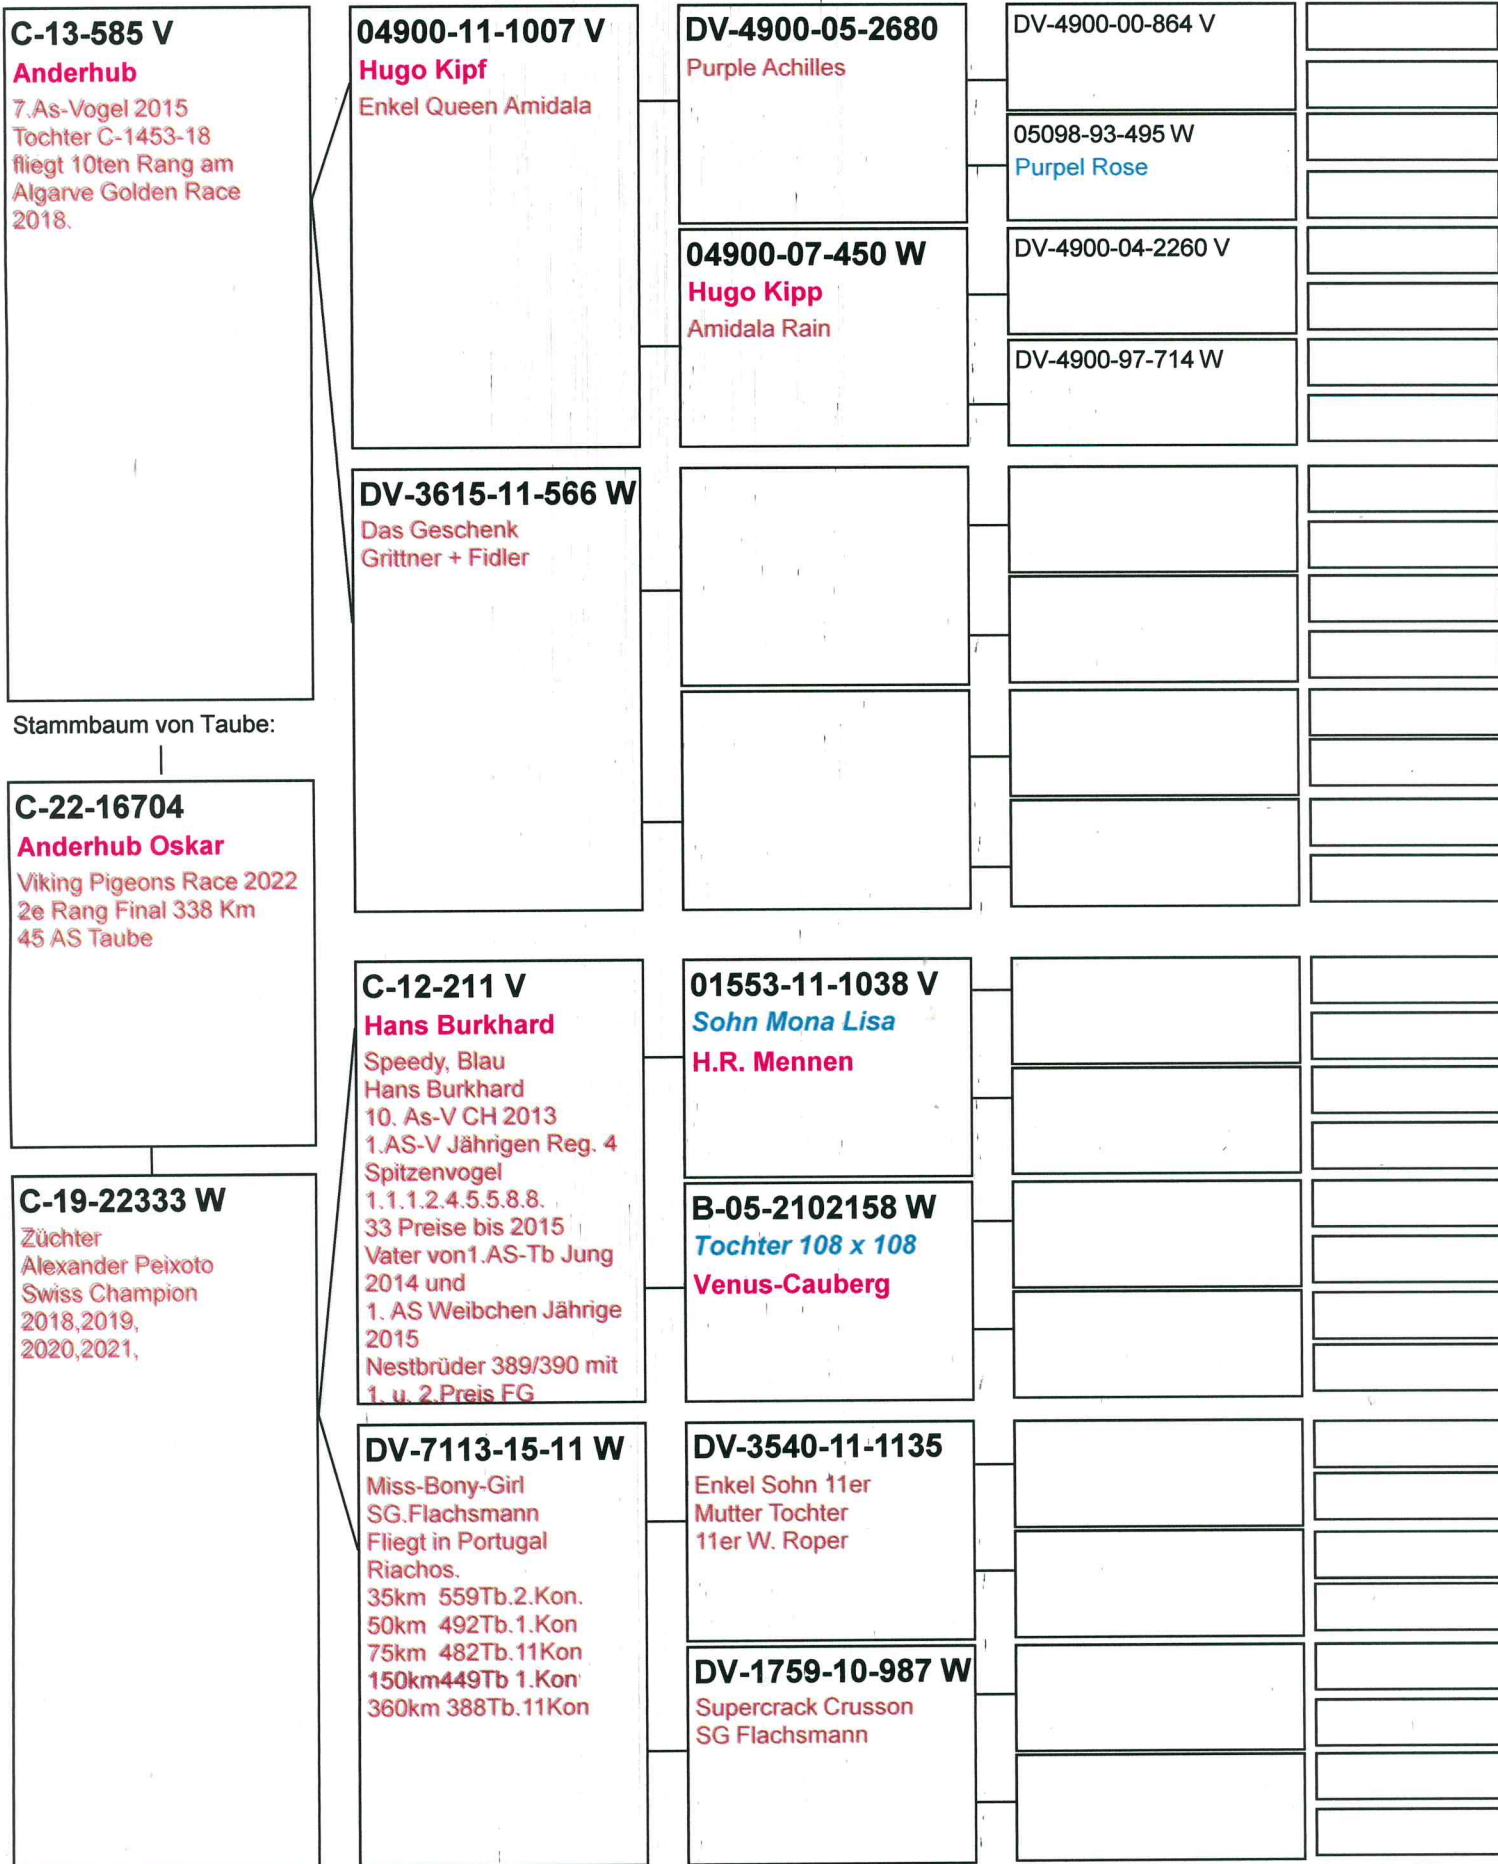 C-13-585 V
Anderhub
7.As-Vogel 2015
Tochter C-1453-18
fliegt 10ten Rang am
Algarve Golden Race
2018.
Stammbaum von Taube:
C-22-16704
Anderhub Oskar
Viking Pigeons Race 2022
2e Rang Final 338 Km
45 AS Taube
C-19-22333 W
Züchter
Alexander Peixoto
Swiss Champion
2018,2019,
2020,2021,
04900-11-1007 V
Hugo Kipf
Enkel Queen Amidala
DV-3615-11-566 W
Das Geschenk
Grittner + Fidler
C-12-211 V
Hans Burkhard
Speedy, Blau
Hans Burkhard
10. As-V CH 2013
1.AS-V Jährigen Reg. 4
Spitzenvogel
1.1.1.2.4.5.5.8.8.
33 Preise bis 2015
Vater von1.AS-Tb Jung
2014 und
1. AS Weibchen Jährige
2015
Nestbrüder 389/390 mit
1. u. 2.Preis FG
DV-7113-15-11 W
Miss-Bony-Girl
SG.Flachsmann
Fliegt in Portugal
Riachos.
35km 559Tb.2.Kon.
50km 492Tb.1.Kon
75km 482Tb.11Kon
150km449Tb 1.Kon
360km 388Tb.11Kon
DV-4900-05-2680
Purple Achilles
04900-07-450 W
Hugo Kipp
Amidala Rain
01553-11-1038 V
Sohn Mona Lisa
H.R. Mennen
B-05-2102158 W
Tochter 108 x 108
Venus-Cauberg
DV-3540-11-1135
Enkel Sohn 11er
Mutter Tochter
11er W. Roper
DV-1759-10-987 W
Supercrack Crusson
SG Flachsmann
DV-4900-00-864 V
05098-93-495 W
Purpel Rose
DV-4900-04-2260 V
DV-4900-97-714 W